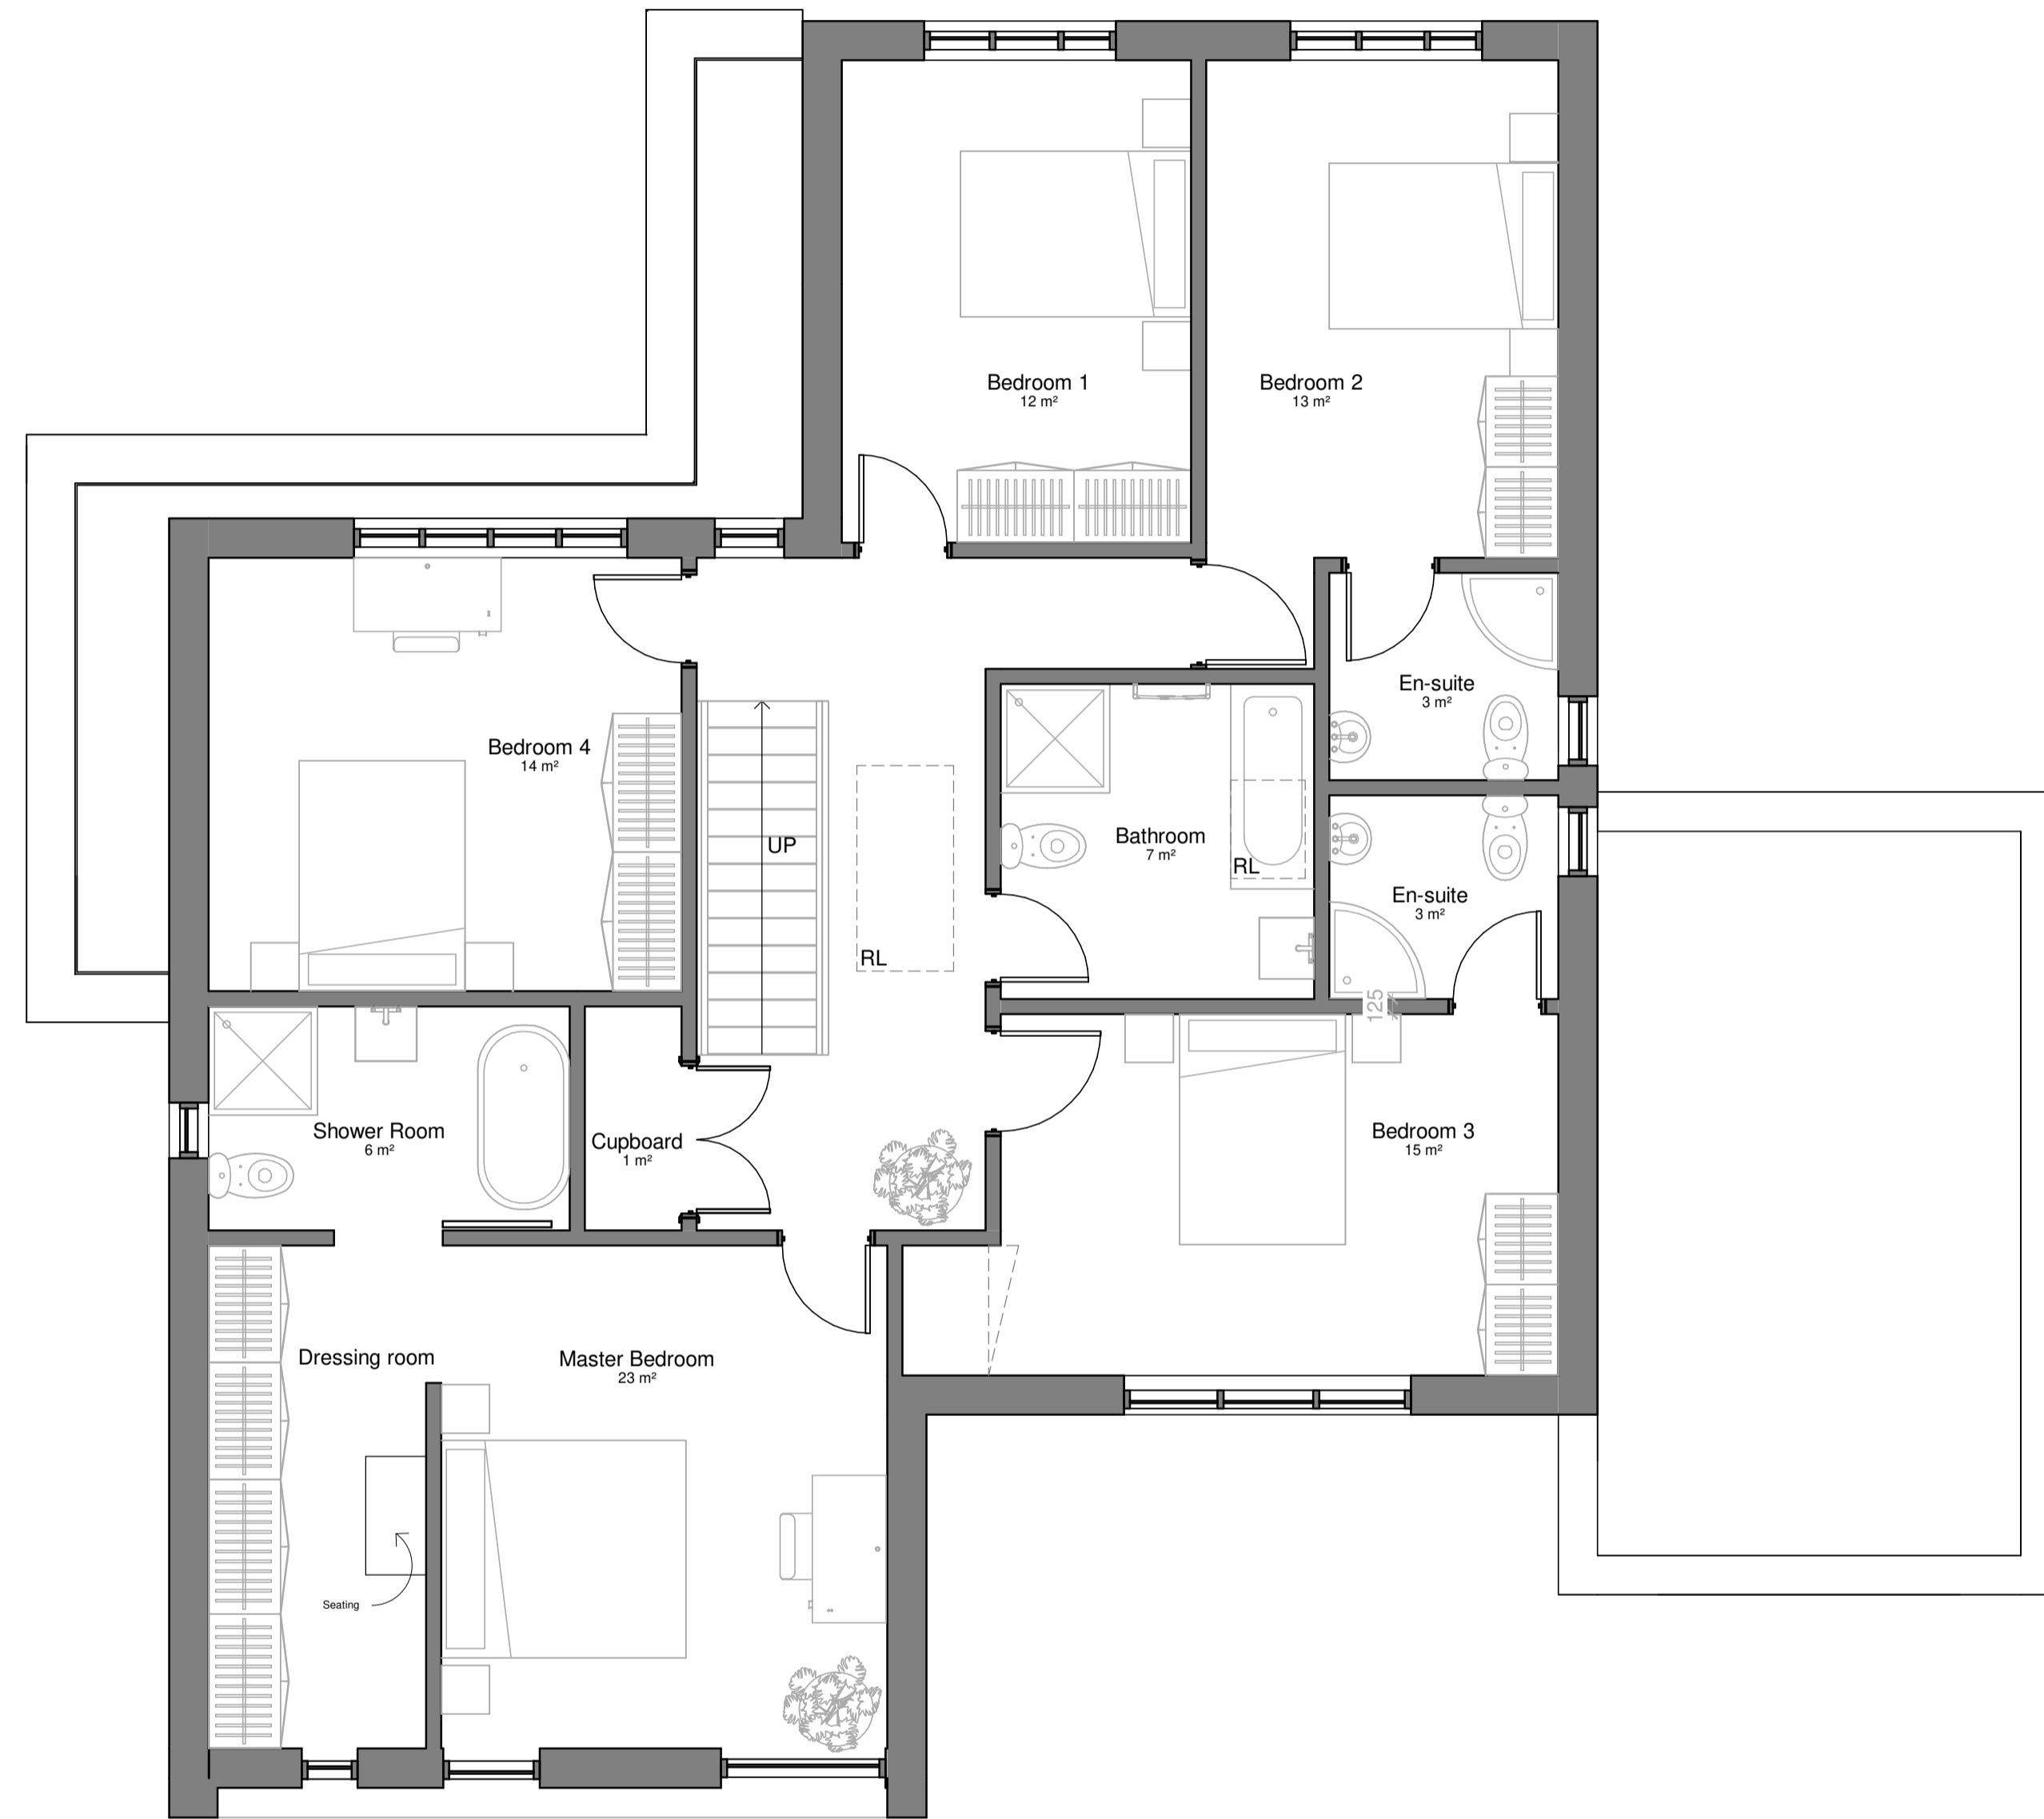 Bedroom 1
12 m²
Bedroom 2
13 m²
En-suite
3 m²
Bedroom 4
14 m²
UP
Bathroom
7 m²
RL
En-suite
3 m²
RL
125
Shower Room
6 m²
Cupboard
1 m²
Bedroom 3
15 m²
Dressing room
Master Bedroom
23 m²
Seating